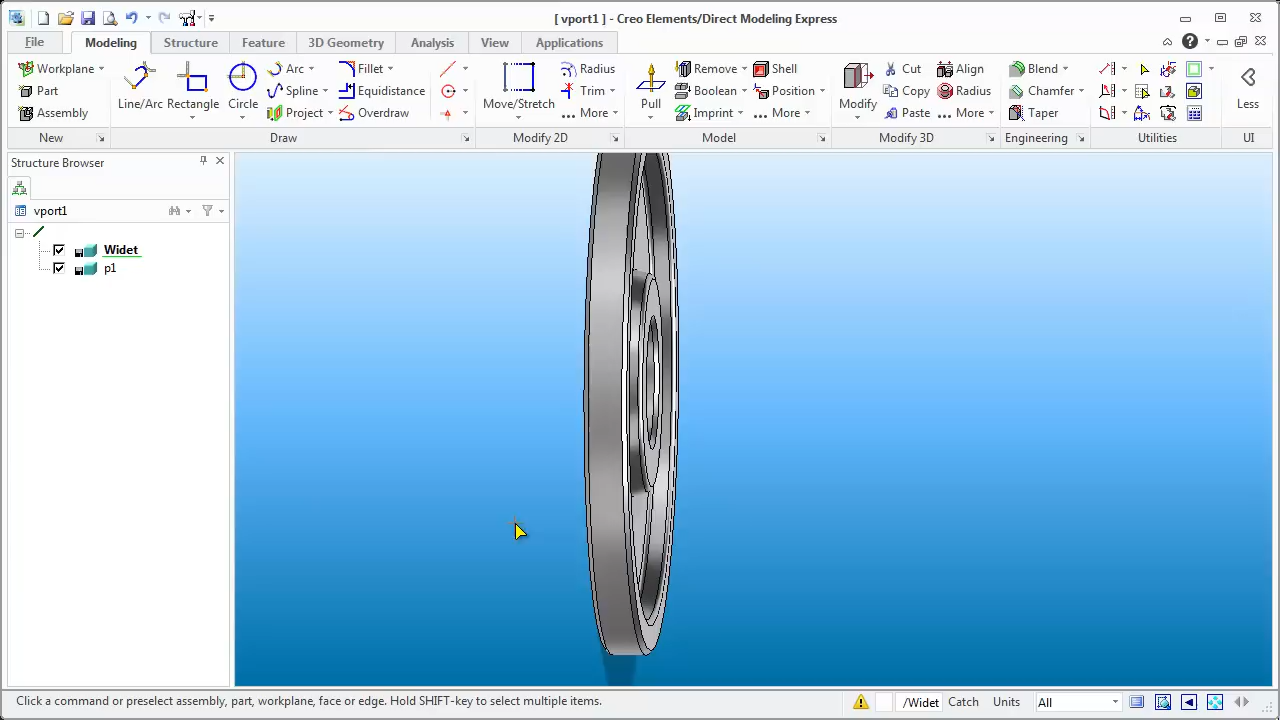 [ vport1 ] - Creo Elements/Direct Modeling Express
File Modeling Structure Feature 3D Geometry Analysis View Applications
Workplane Arc Fillet Radius Remove Shell Cut Align Blend
Part Line/Arc Rectangle Circle Spline Equidistance Move/Stretch Trim Pull Boolean Position Modify Copy Radius Chamfer Less
Assembly Project Overdraw ... More Imprint ... More Paste ... More Taper
New Draw Modify 2D Model Modify 3D Engineering Utilities UI
Structure Browser
vport1
Widet
p1
Click a command or preselect assembly, part, workplane, face or edge. Hold SHIFT-key to select multiple items. /Widet Catch Units All